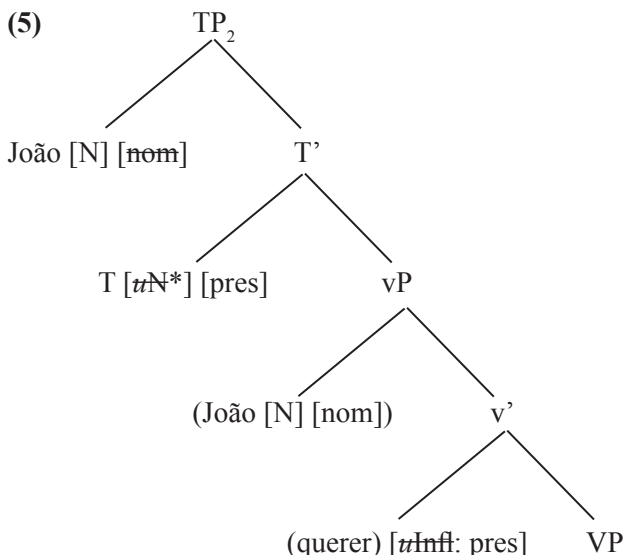 (5) TP₂
João [N] [nom] T’
T [uN*] [pres] vP
(João [N] [nom]) v’
(querer) [uInfl: pres] VP